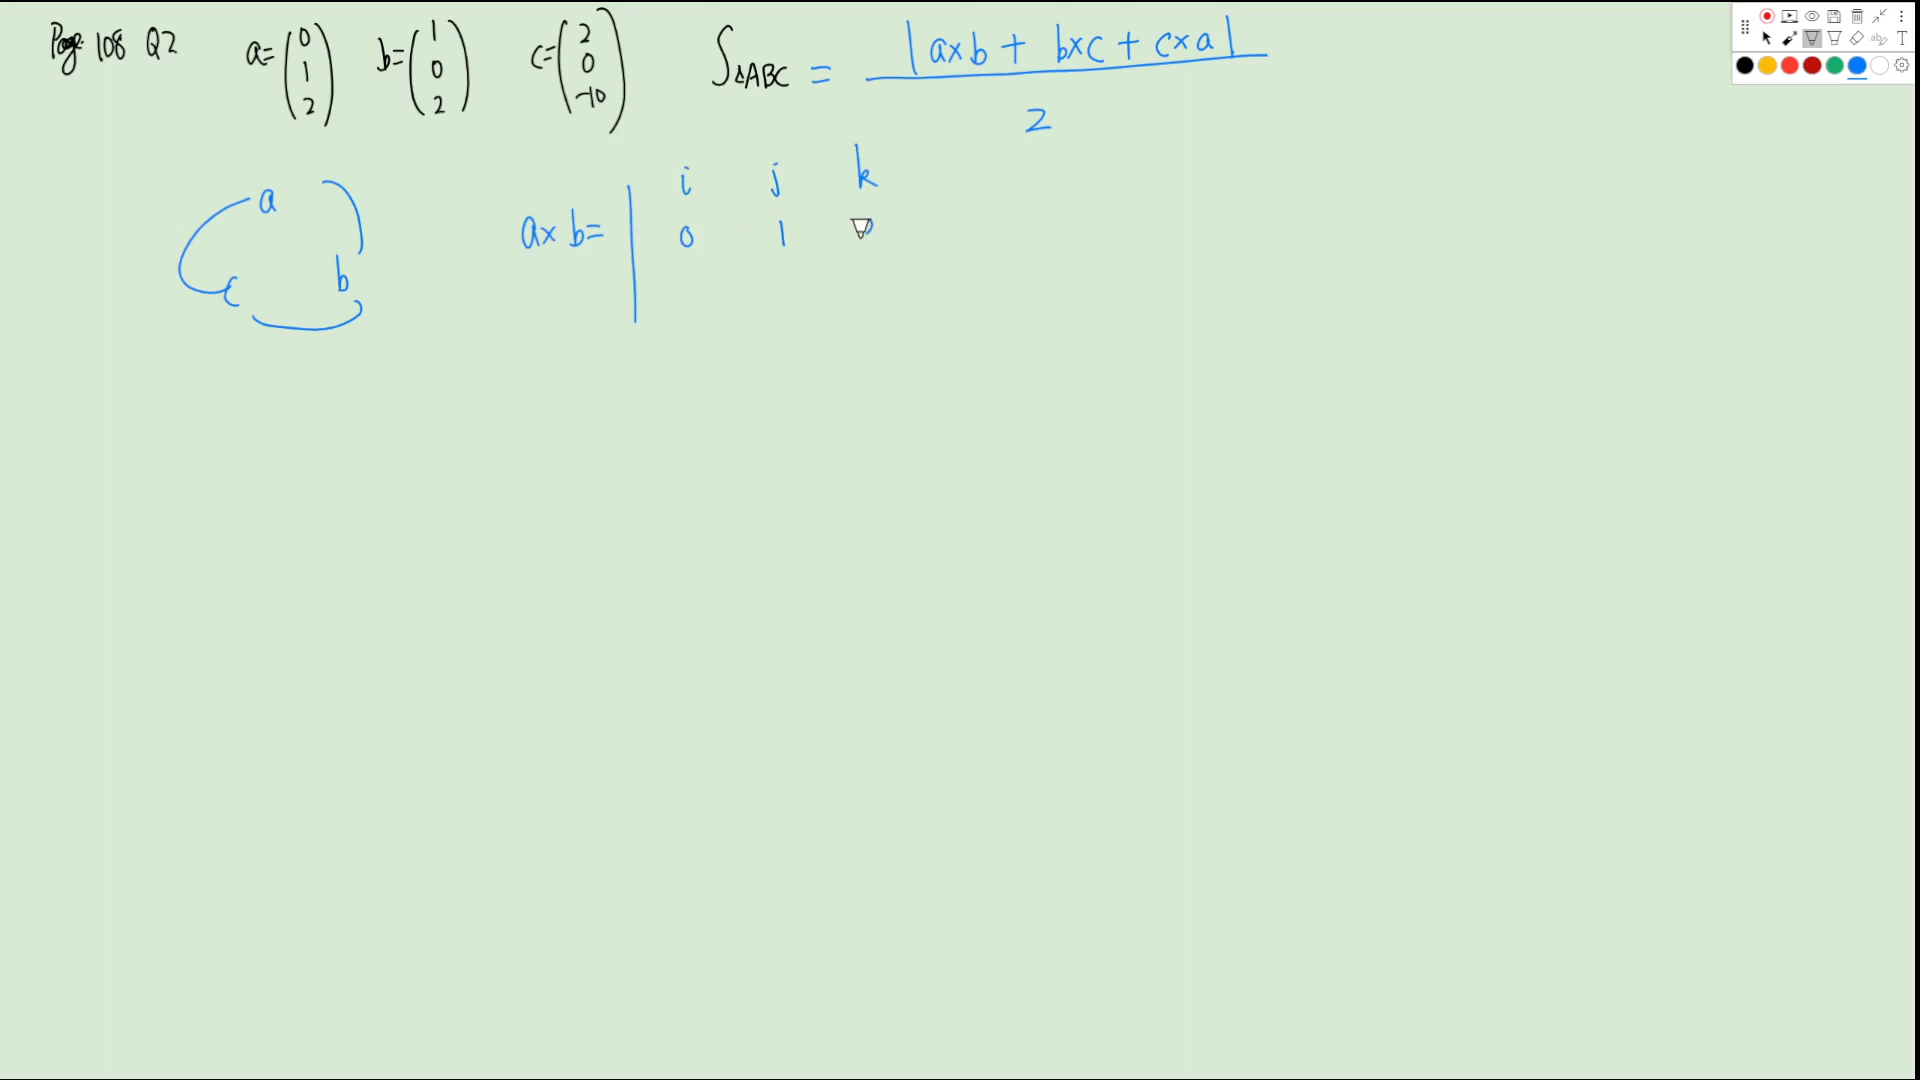 Page 108 Q2 a=(0 1 2) b=(1 0 2) c=(2 0 -10) S△ABC = |a×b + b×c + c×a| / 2
a b c
a×b= | i j k
0 1